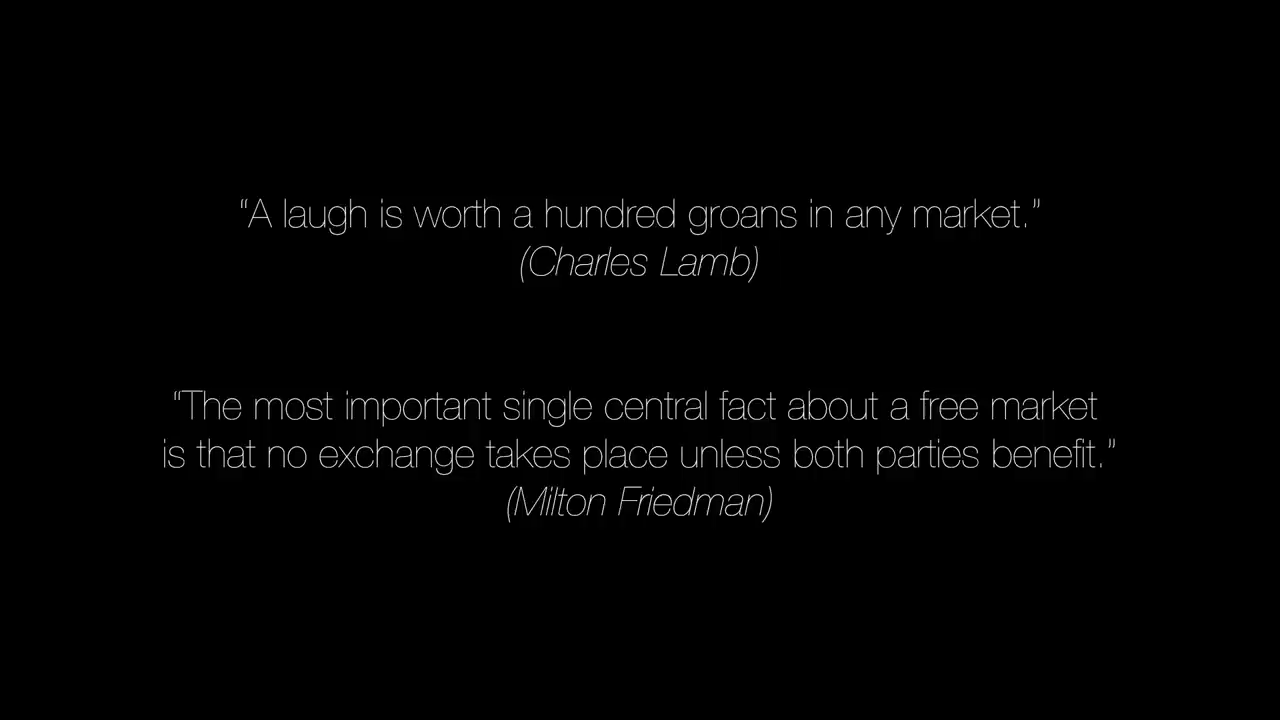 “A laugh is worth a hundred groans in any market.”
(Charles Lamb)
“The most important single central fact about a free market
is that no exchange takes place unless both parties benefit.”
(Milton Friedman)